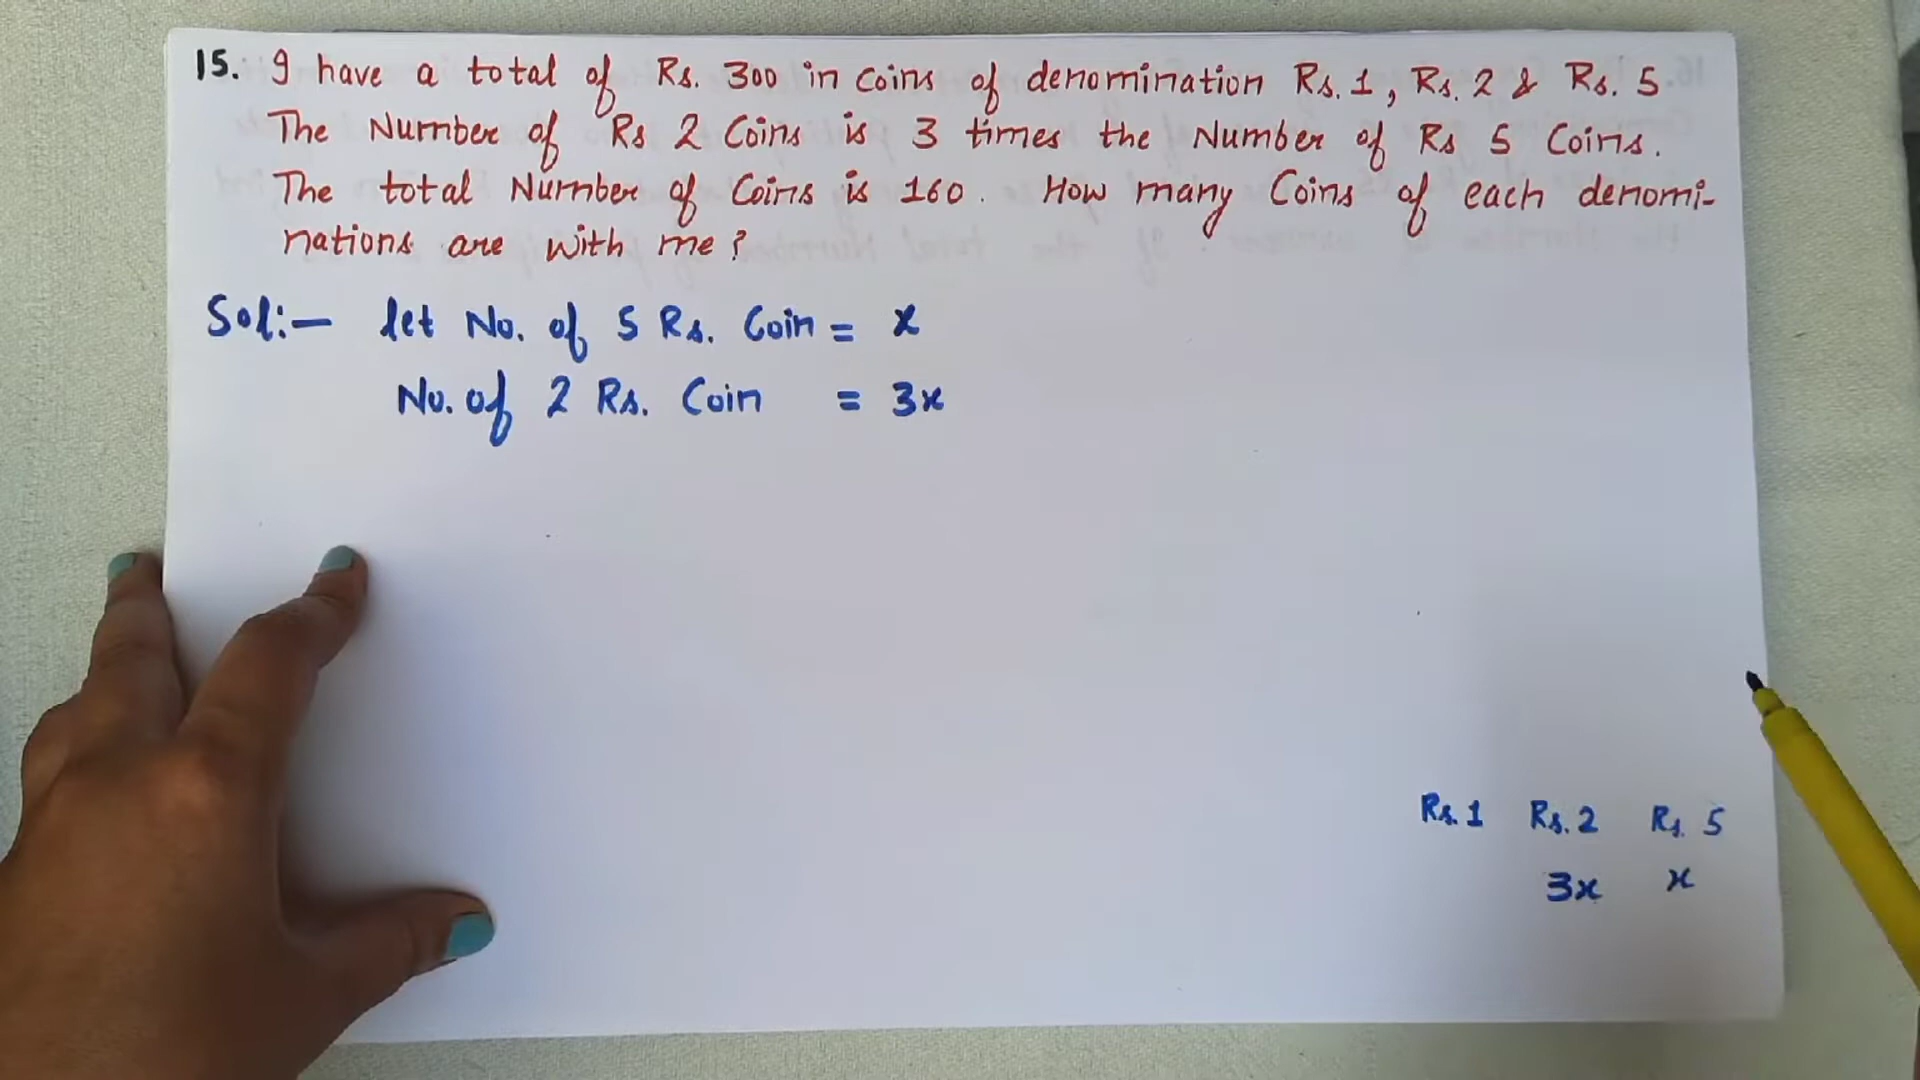 15. I have a total of Rs. 300 in coins of denomination Rs. 1, Rs. 2 & Rs. 5.
The Number of Rs 2 Coins is 3 times the Number of Rs 5 Coins.
The total Number of Coins is 160. How many Coins of each denomi-
nations are with me?
Sol:- let No. of 5 Rs. Coin = x
No. of 2 Rs. Coin = 3x
Rs. 1 Rs. 2 Rs. 5
3x x